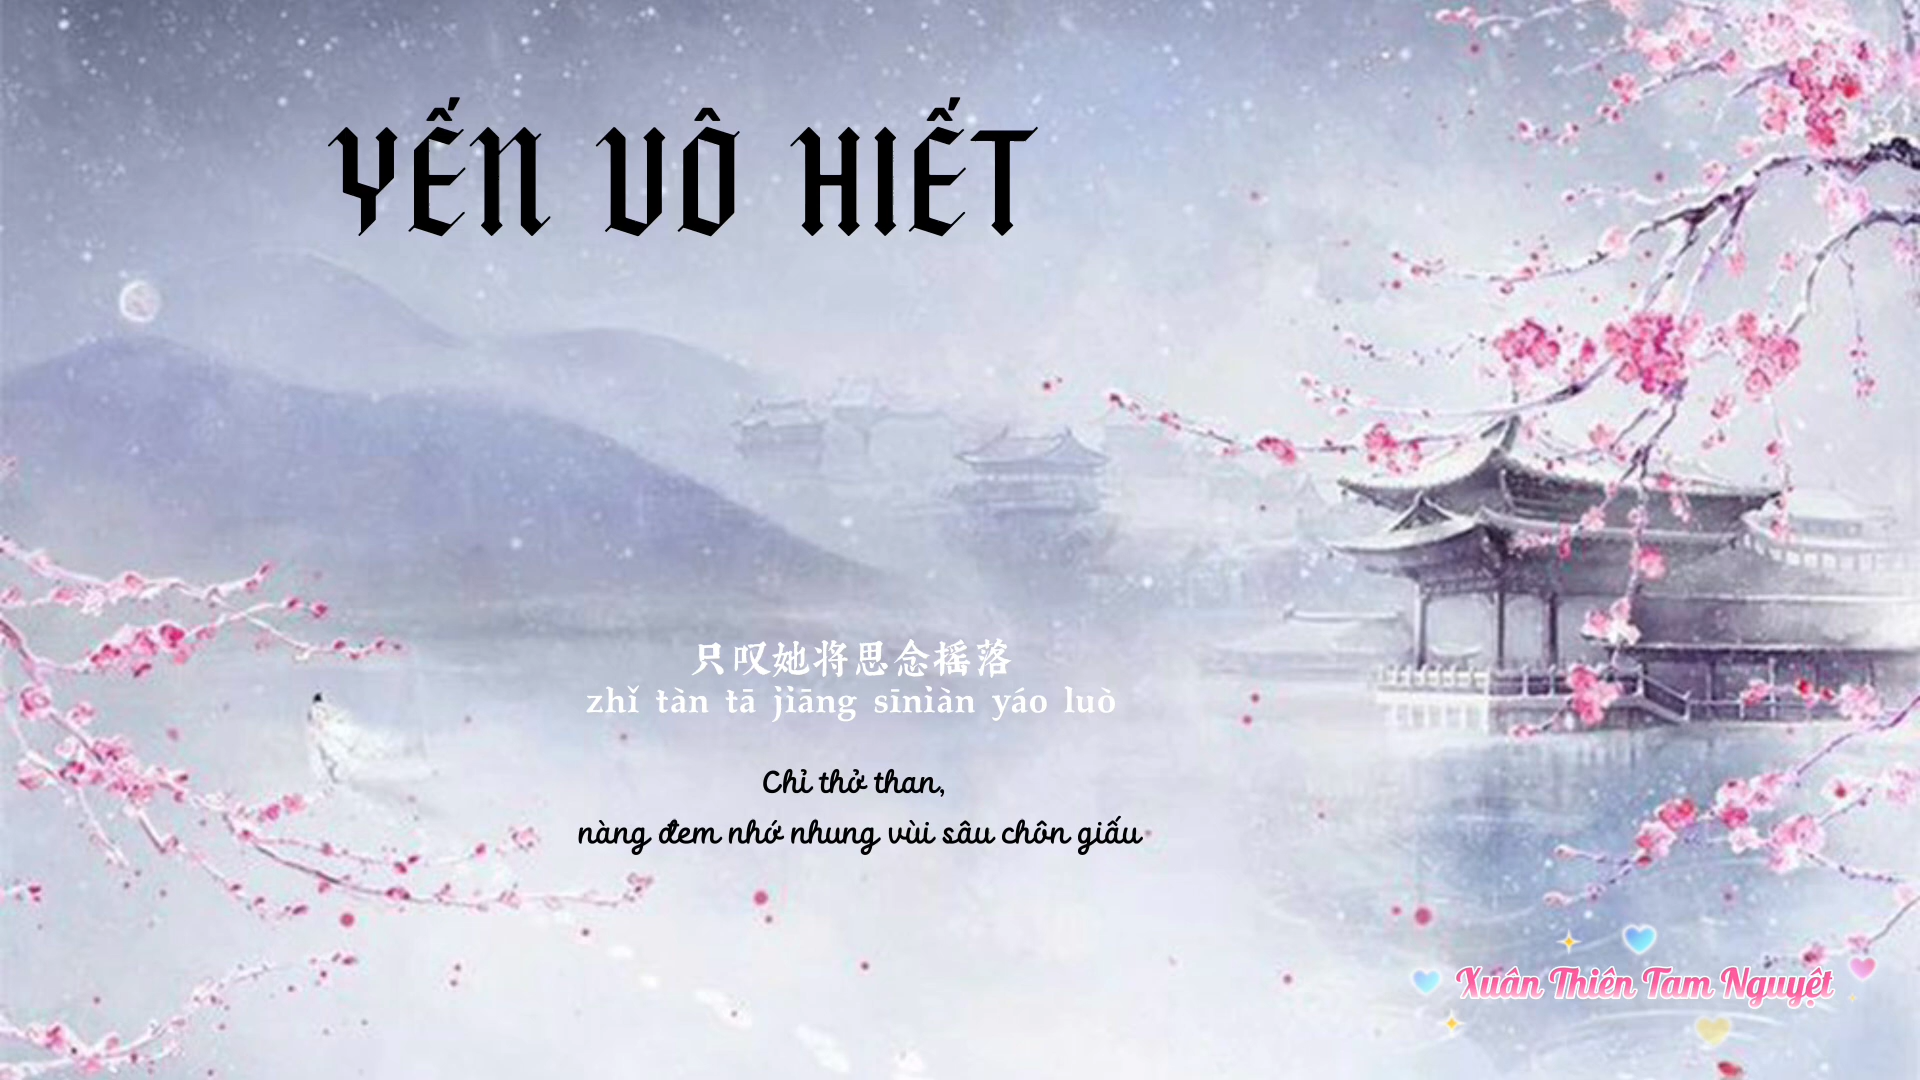 YẾN VÔ HIẾT
只叹她将思念摇落
zhǐ tàn tā jiāng sīniàn yáo luò
Chỉ thở than,
nàng đem nhớ nhung vùi sâu chôn giấu
Xuân Thiên Tam Nguyệt